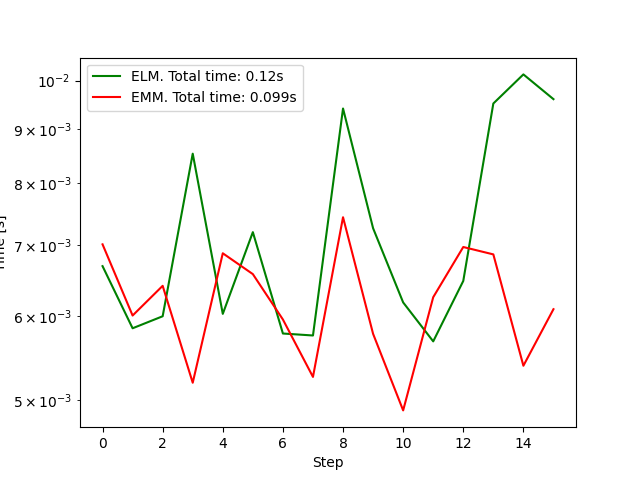 ELM. Total time: 0.12s
EMM. Total time: 0.099s
10⁻²
9 × 10⁻³
8 × 10⁻³
7 × 10⁻³
6 × 10⁻³
5 × 10⁻³
0 2 4 6 8 10 12 14
Step